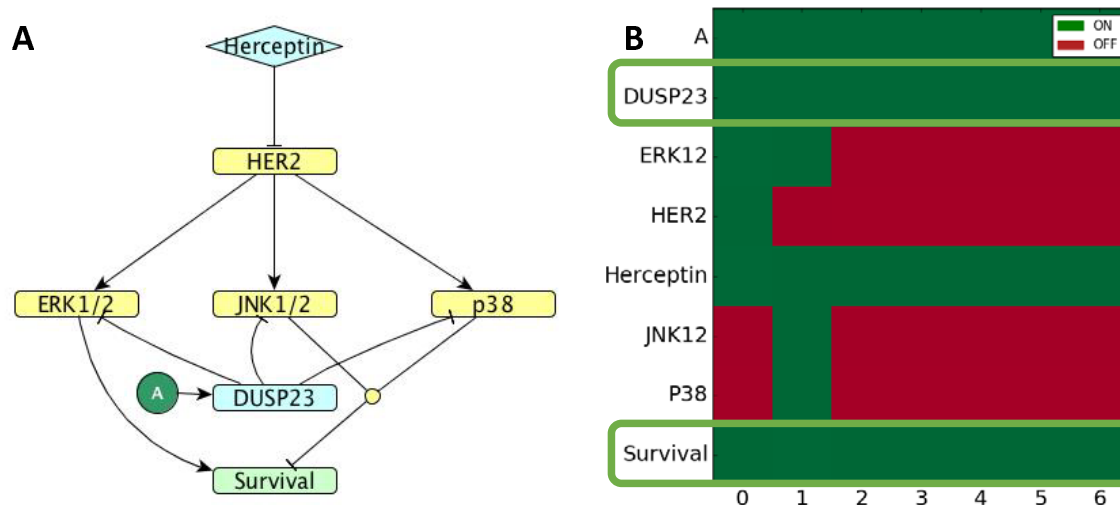 A
Herceptin
HER2
ERK1/2
JNK1/2
p38
A
DUSP23
Survival
B
ON
OFF
A
DUSP23
ERK12
HER2
Herceptin
JNK12
P38
Survival
0 1 2 3 4 5 6